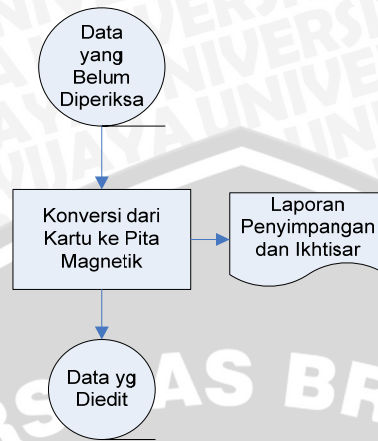 Data
yang
Belum
Diperiksa
Konversi dari
Kartu ke Pita
Magnetik
Laporan
Penyimpangan
dan Ikhtisar
Data yg
Diedit